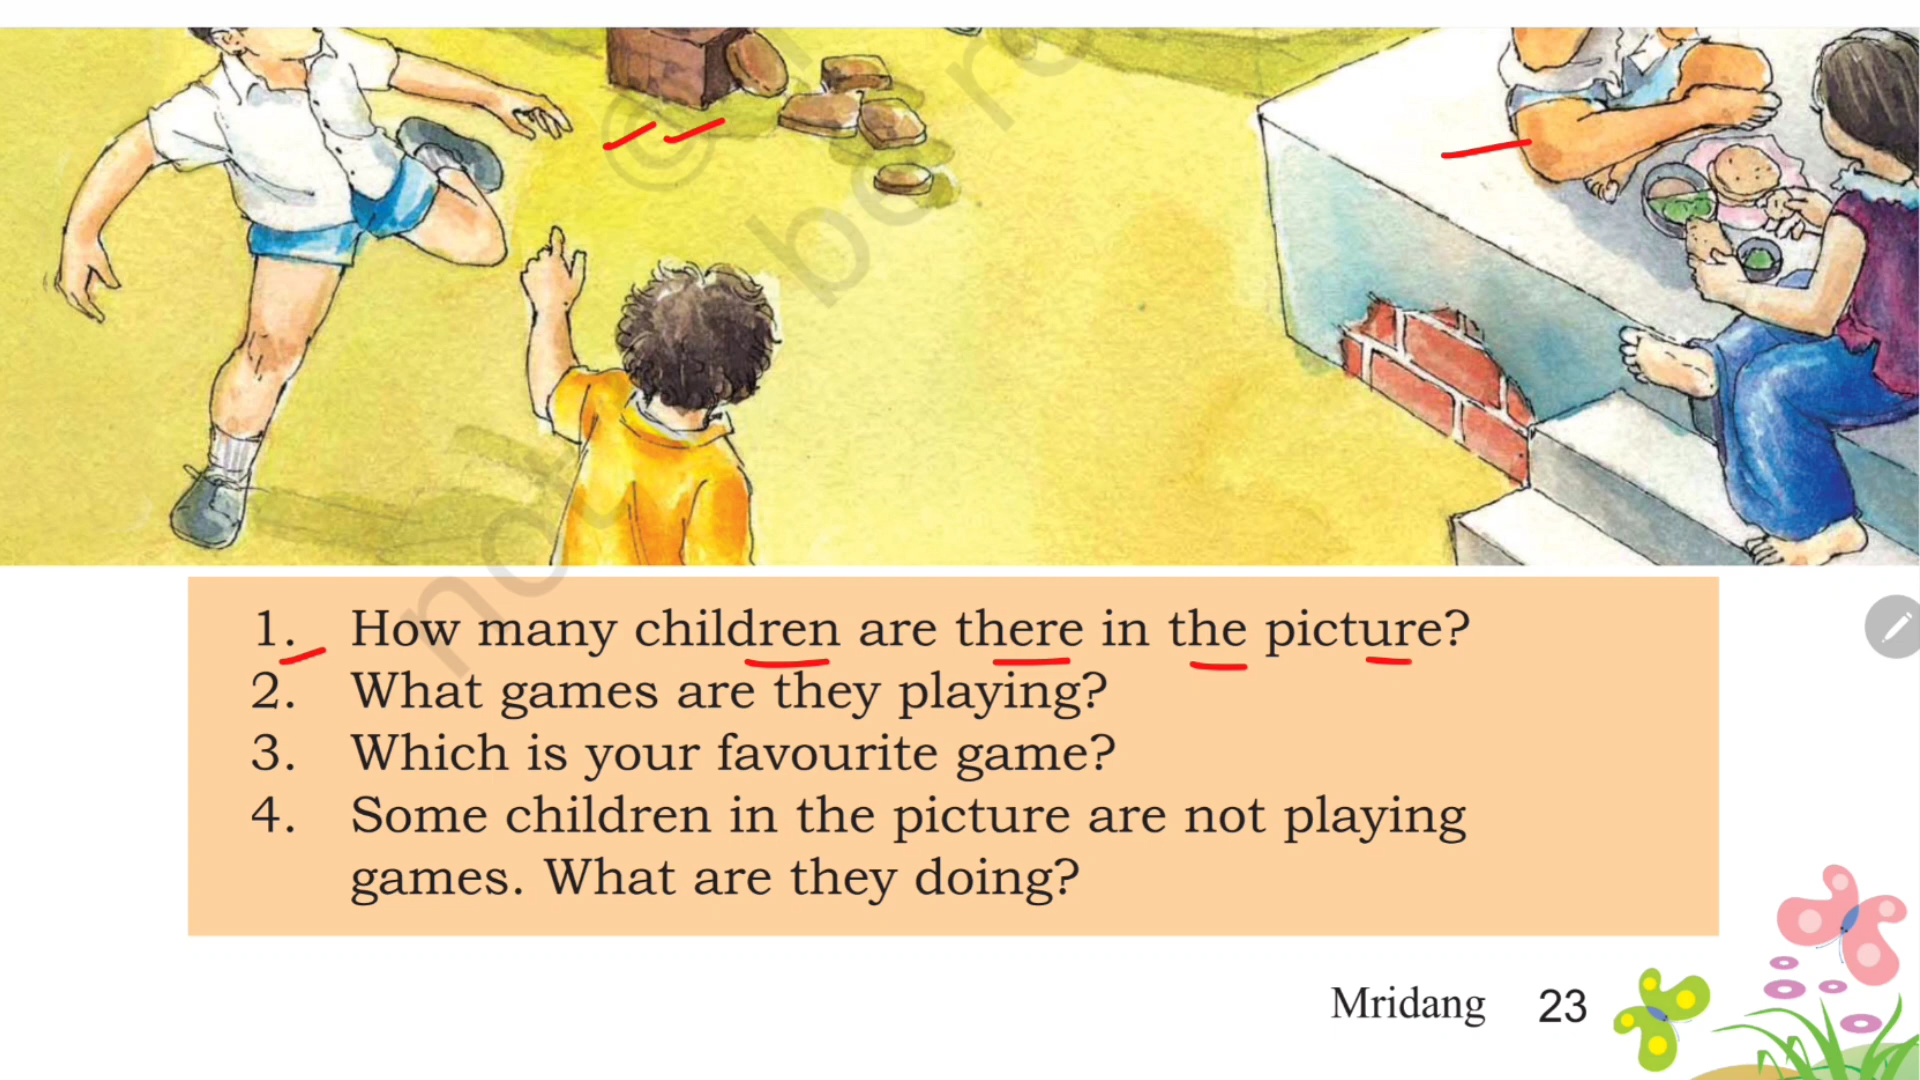 1. How many children are there in the picture?
2. What games are they playing?
3. Which is your favourite game?
4. Some children in the picture are not playing
games. What are they doing?
Mridang 23